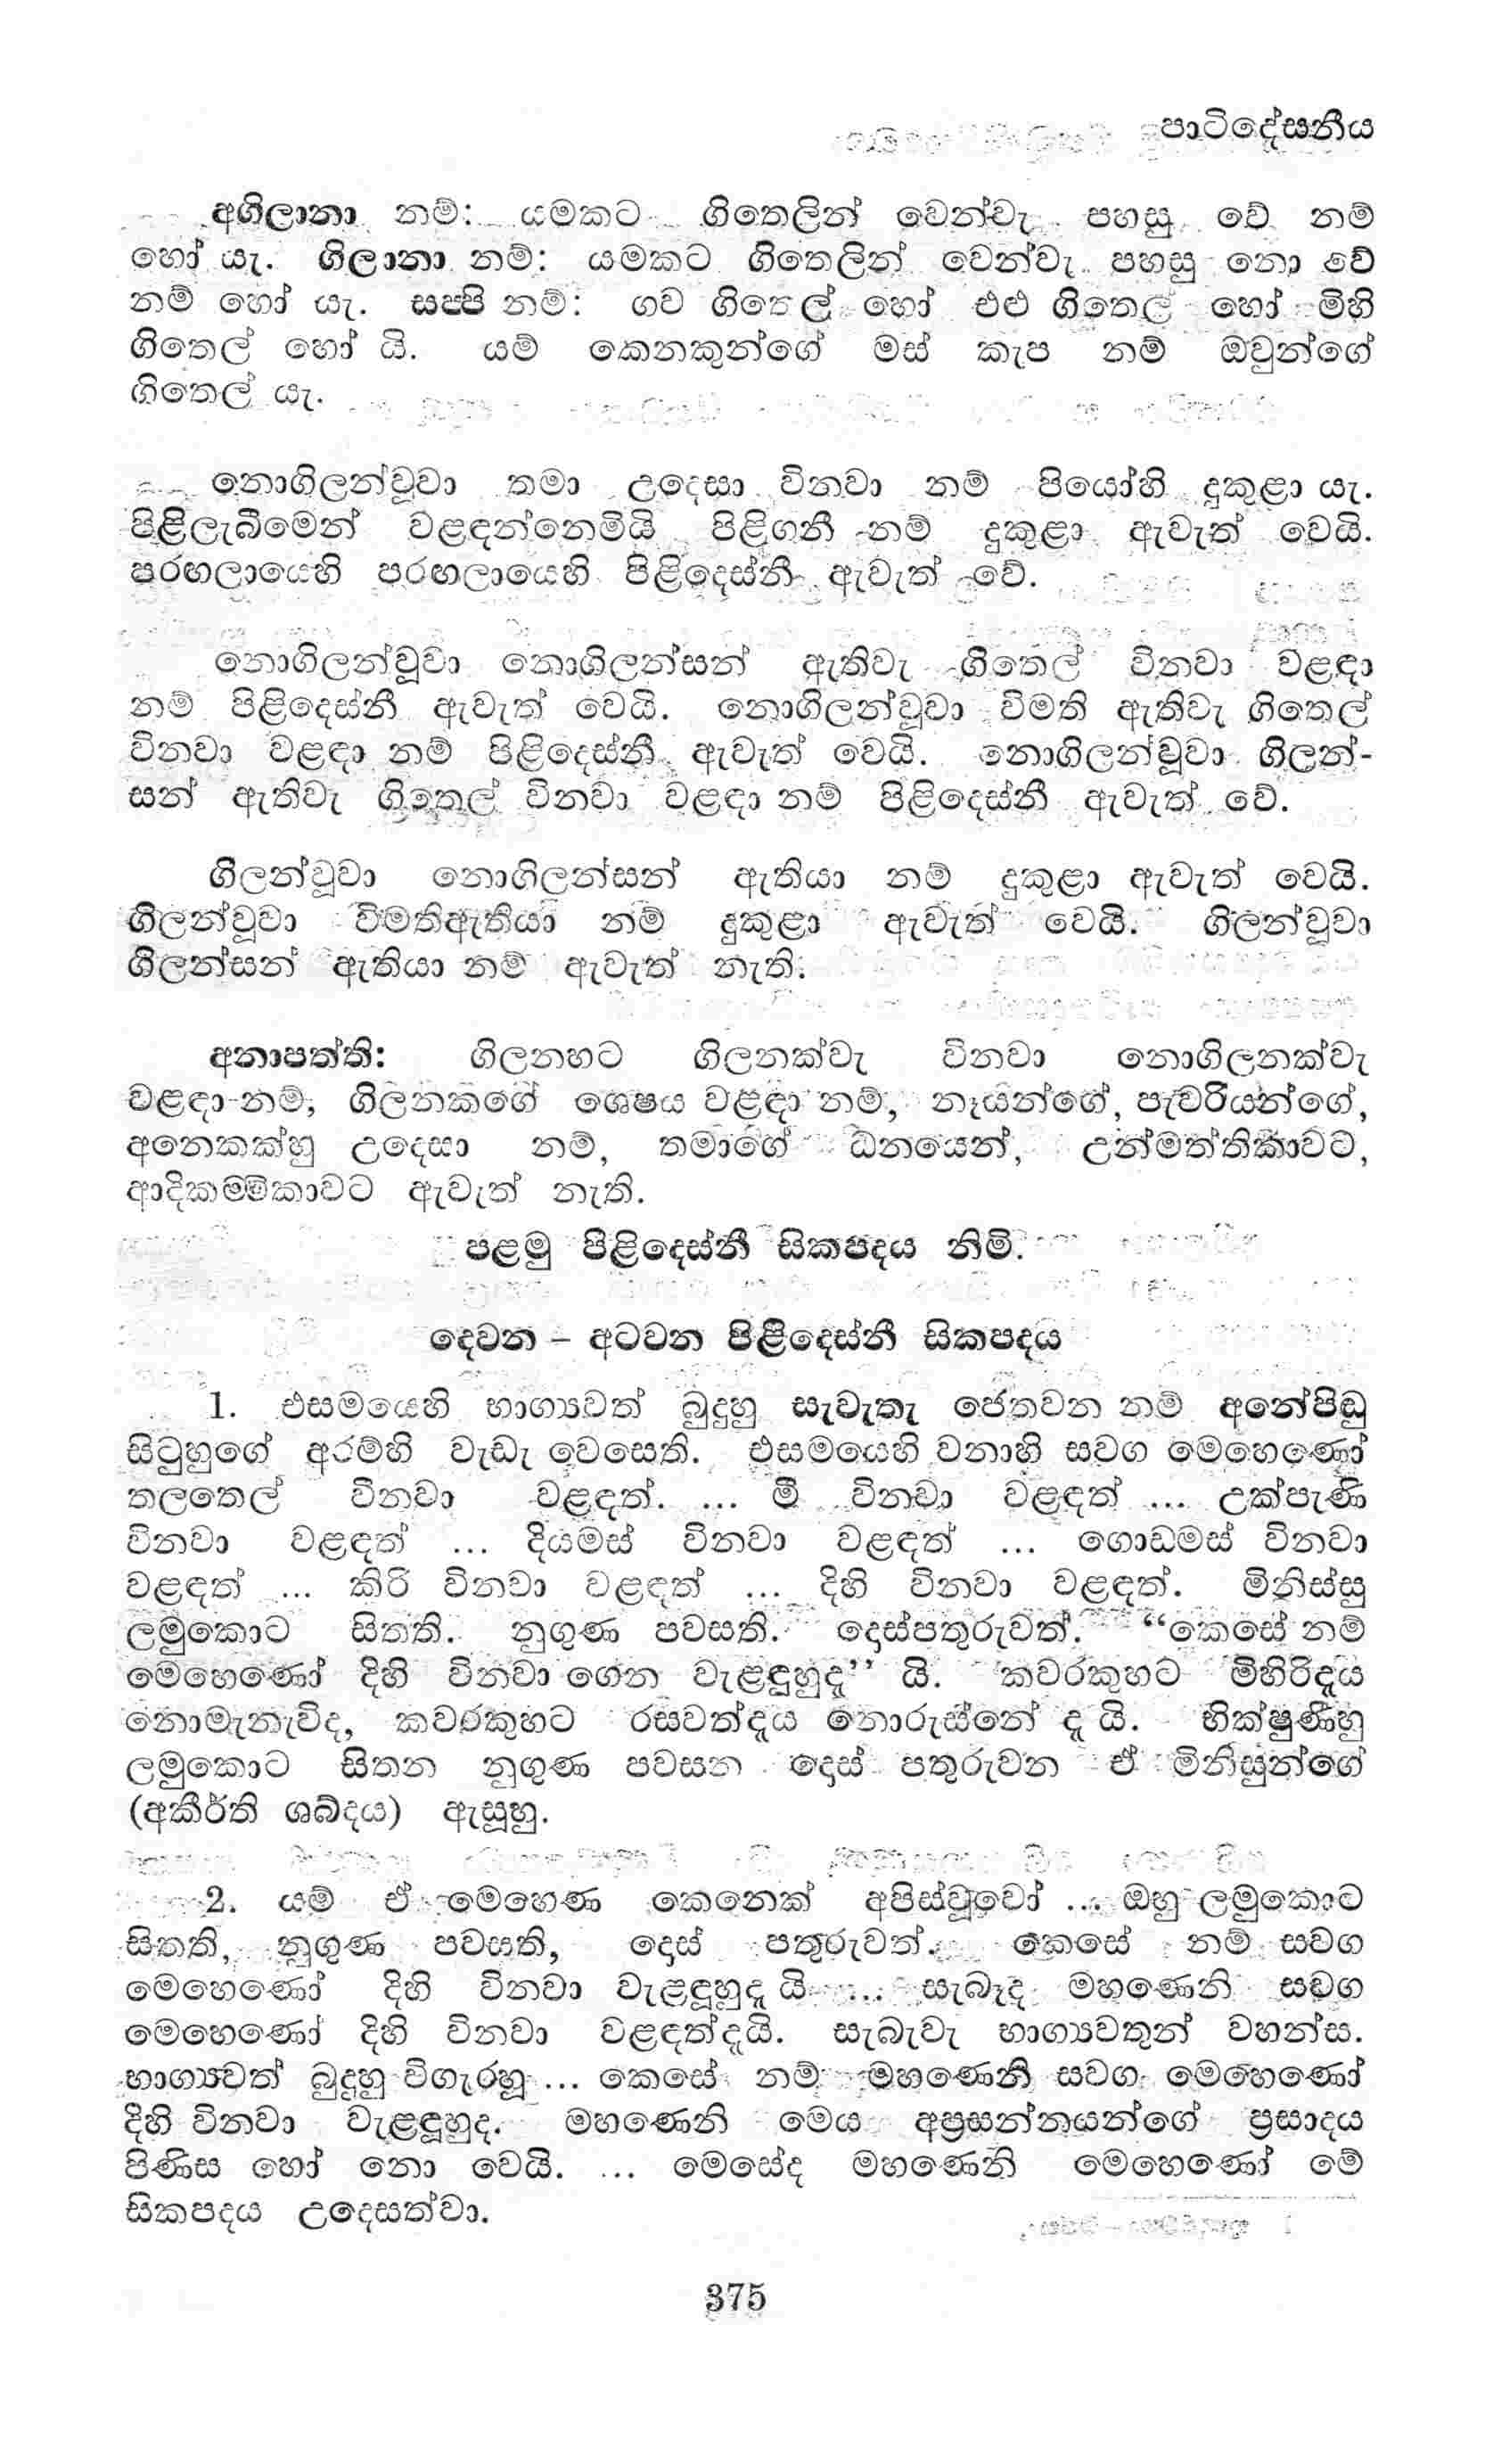 පාටිදේසනීය
අගිලානා නම්: යමකට ගිතෙලින් වෙන්වැ පහසු වේ නම්
හෝ යැ. ගිලානා නම්: යමකට ගිතෙලින් වෙන්වැ පහසු නො වේ
නම් හෝ යැ. සප්පි නම්: ගව ගිතෙල් හෝ එළු ගිතෙල් හෝ මිහි
ගිතෙල් හෝ යි. යම් කෙනකුන්ගේ මස් කැප නම් ඔවුන්ගේ
ගිතෙල් යැ.
නොගිලන්වූවා තමා උදෙසා විනවා නම් පියෝහි දුකුළා යැ.
පිළිලැබීමෙන් වළඳන්නෙමියි පිළිගනී නම් දුකුළා ඇවැත් වෙයි.
පරඟලායෙහි පරඟලායෙහි පිළිදෙස්නී ඇවැත් වේ.
නොගිලන්වූවා නොගිලන්සන් ඇතිවැ ගිතෙල් විනවා වළඳා
නම් පිළිදෙස්නී ඇවැත් වෙයි. නොගිලන්වූවා විමති ඇතිවැ ගිතෙල්
විනවා වළඳා නම් පිළිදෙස්නී ඇවැත් වෙයි. නොගිලන්වූවා ගිලන්-
සන් ඇතිවැ ගිතෙල් විනවා වළඳා නම් පිළිදෙස්නී ඇවැත් වේ.
ගිලන්වූවා නොගිලන්සන් ඇතියා නම් දුකුළා ඇවැත් වෙයි.
ගිලන්වූවා විමතිඇතියා නම් දුකුළා ඇවැත් වෙයි. ගිලන්වූවා
ගිලන්සන් ඇතියා නම් ඇවැත් නැති.
අනාපත්ති: ගිලනහට ගිලනක්වැ විනවා නොගිලනක්වැ
වළඳා නම්, ගිලනකගේ ශෙෂය වළඳා නම්, නෑයන්ගේ, පැවරියන්ගේ,
අනෙකක්හු උදෙසා නම්, තමාගේ ධනයෙන්, උන්මත්තිකාවට,
ආදිකම්මිකාවට ඇවැත් නැති.
පළමු පිළිදෙස්නී සිකපදය නිමි.
දෙවන – අටවන පිළිදෙස්නී සිකපදය
1. එසමයෙහි භාග්‍යවත් බුදුහු සැවැතැ ජෙතවන නම් අනේපිඬු
සිටුහුගේ අරම්හි වැඩැ වෙසෙති. එසමයෙහි වනාහි සවග මෙහෙණෝ
තලතෙල් විනවා වළඳත්. ... මී විනවා වළඳත් ... උක්පැණි
විනවා වළඳත් ... දියමස් විනවා වළඳත් ... ගොඩමස් විනවා
වළඳත් ... කිරි විනවා වළඳත් ... දිහි විනවා වළඳත්. මිනිස්සු
ලමුකොට සිතති. නුගුණ පවසති. දොස්පතුරුවත්. “කෙසේ නම්
මෙහෙණෝ දිහි විනවා ගෙන වැළඳූහුදැ” යි. කවරකුහට මිහිරිදැය
නොමැනැවිද, කවරකුහට රසවත්දැය නොරුස්නේ දැ යි. භික්ෂුණීහු
ලමුකොට සිතන නුගුණ පවසන දොස් පතුරුවන ඒ මිනිසුන්ගේ
(අකීර්ති ශබ්දය) ඇසූහු.
2. යම් ඒ මෙහෙණ කෙනෙක් අපිස්වූවෝ ... ඔහු ලමුකොට
සිතති, නුගුණ පවසති, දොස් පතුරුවත්. කෙසේ නම් සවග
මෙහෙණෝ දිහි විනවා වැළඳූහුදැ යි ... සැබෑද මහණෙනි සවග
මෙහෙණෝ දිහි විනවා වළඳත්දැයි. සැබැවැ භාග්‍යවතුන් වහන්ස.
භාග්‍යවත් බුදුහු විගැරහූ ... කෙසේ නම් මහණෙනි සවග මෙහෙණෝ
දිහි විනවා වැළඳූහුද. මහණෙනි මෙය අප්‍රසන්නයන්ගේ ප්‍රසාදය
පිණිස හෝ නො වෙයි. ... මෙසේද මහණෙනි මෙහෙණෝ මේ
සිකපදය උදෙසත්වා.
375